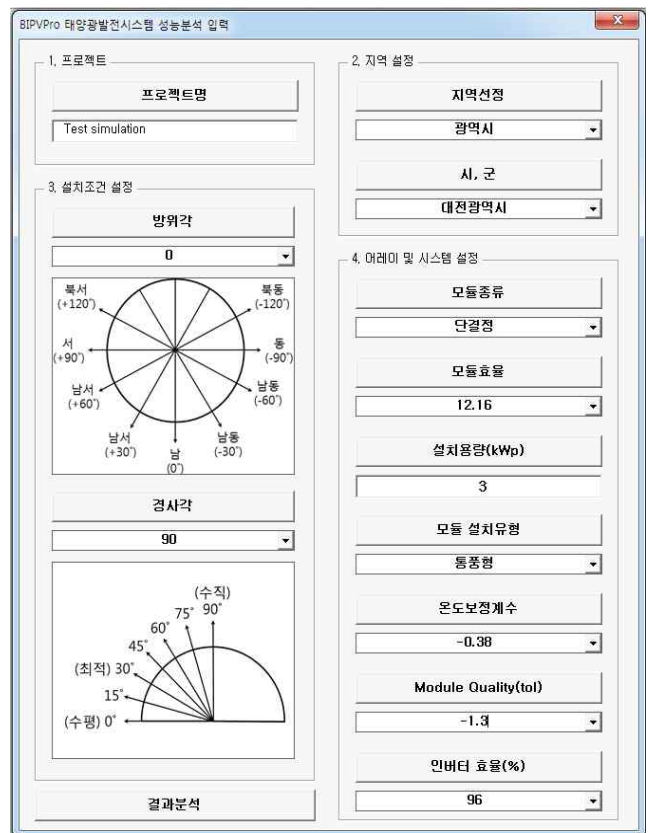 BIPVPro 태양광발전시스템 성능분석 입력
1. 프로젝트
프로젝트명
Test simulation
2. 지역 설정
지역선정
광역시
시, 군
대전광역시
3. 설치조건 설정
방위각
0
북서
(+120°)
북동
(-120°)
서
(+90°)
동
(-90°)
남서
(+60°)
남동
(-60°)
남서
(+30°)
남
(0°)
남동
(-30°)
경사각
90
(수직)
90°
75°
60°
45°
(최적) 30°
15°
(수평) 0°
결과분석
4. 어레이 및 시스템 설정
모듈종류
단결정
모듈효율
12.16
설치용량(kWp)
3
모듈 설치유형
통풍형
온도보정계수
-0.38
Module Quality(tol)
-1.3
인버터 효율(%)
96